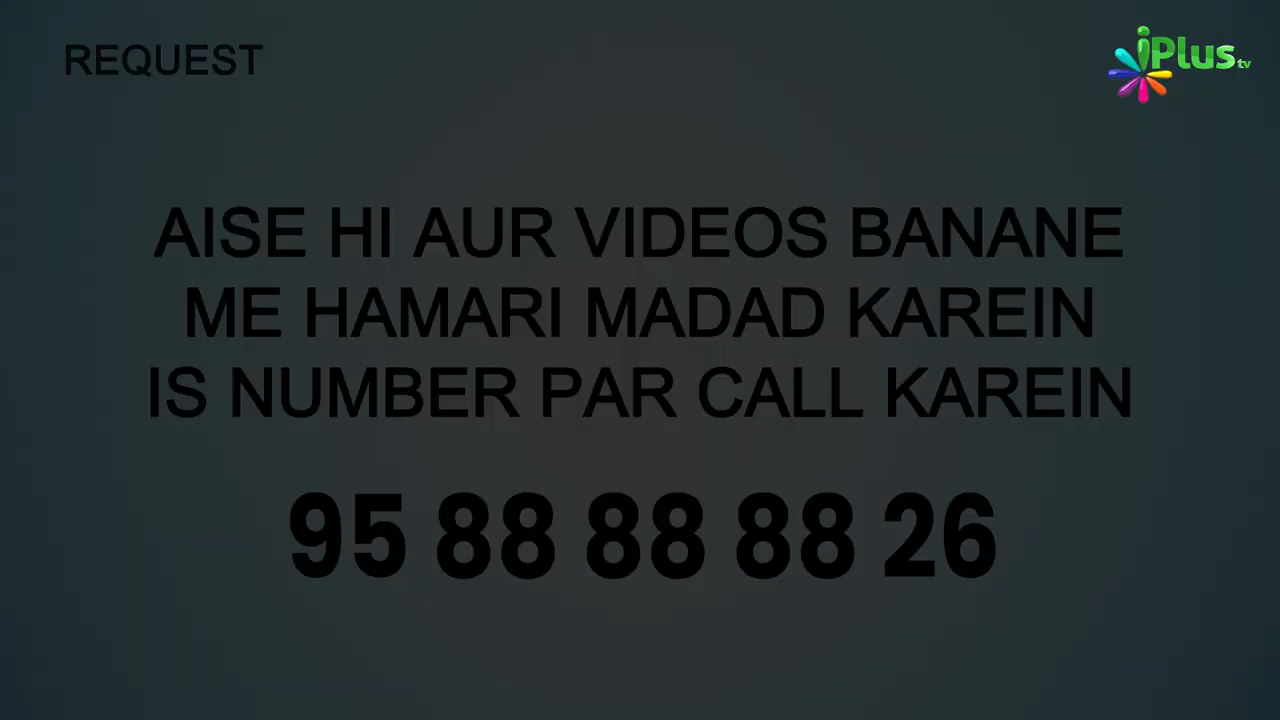 REQUEST
iPlus tv
AISE HI AUR VIDEOS BANANE
ME HAMARI MADAD KAREIN
IS NUMBER PAR CALL KAREIN
95 88 88 88 26